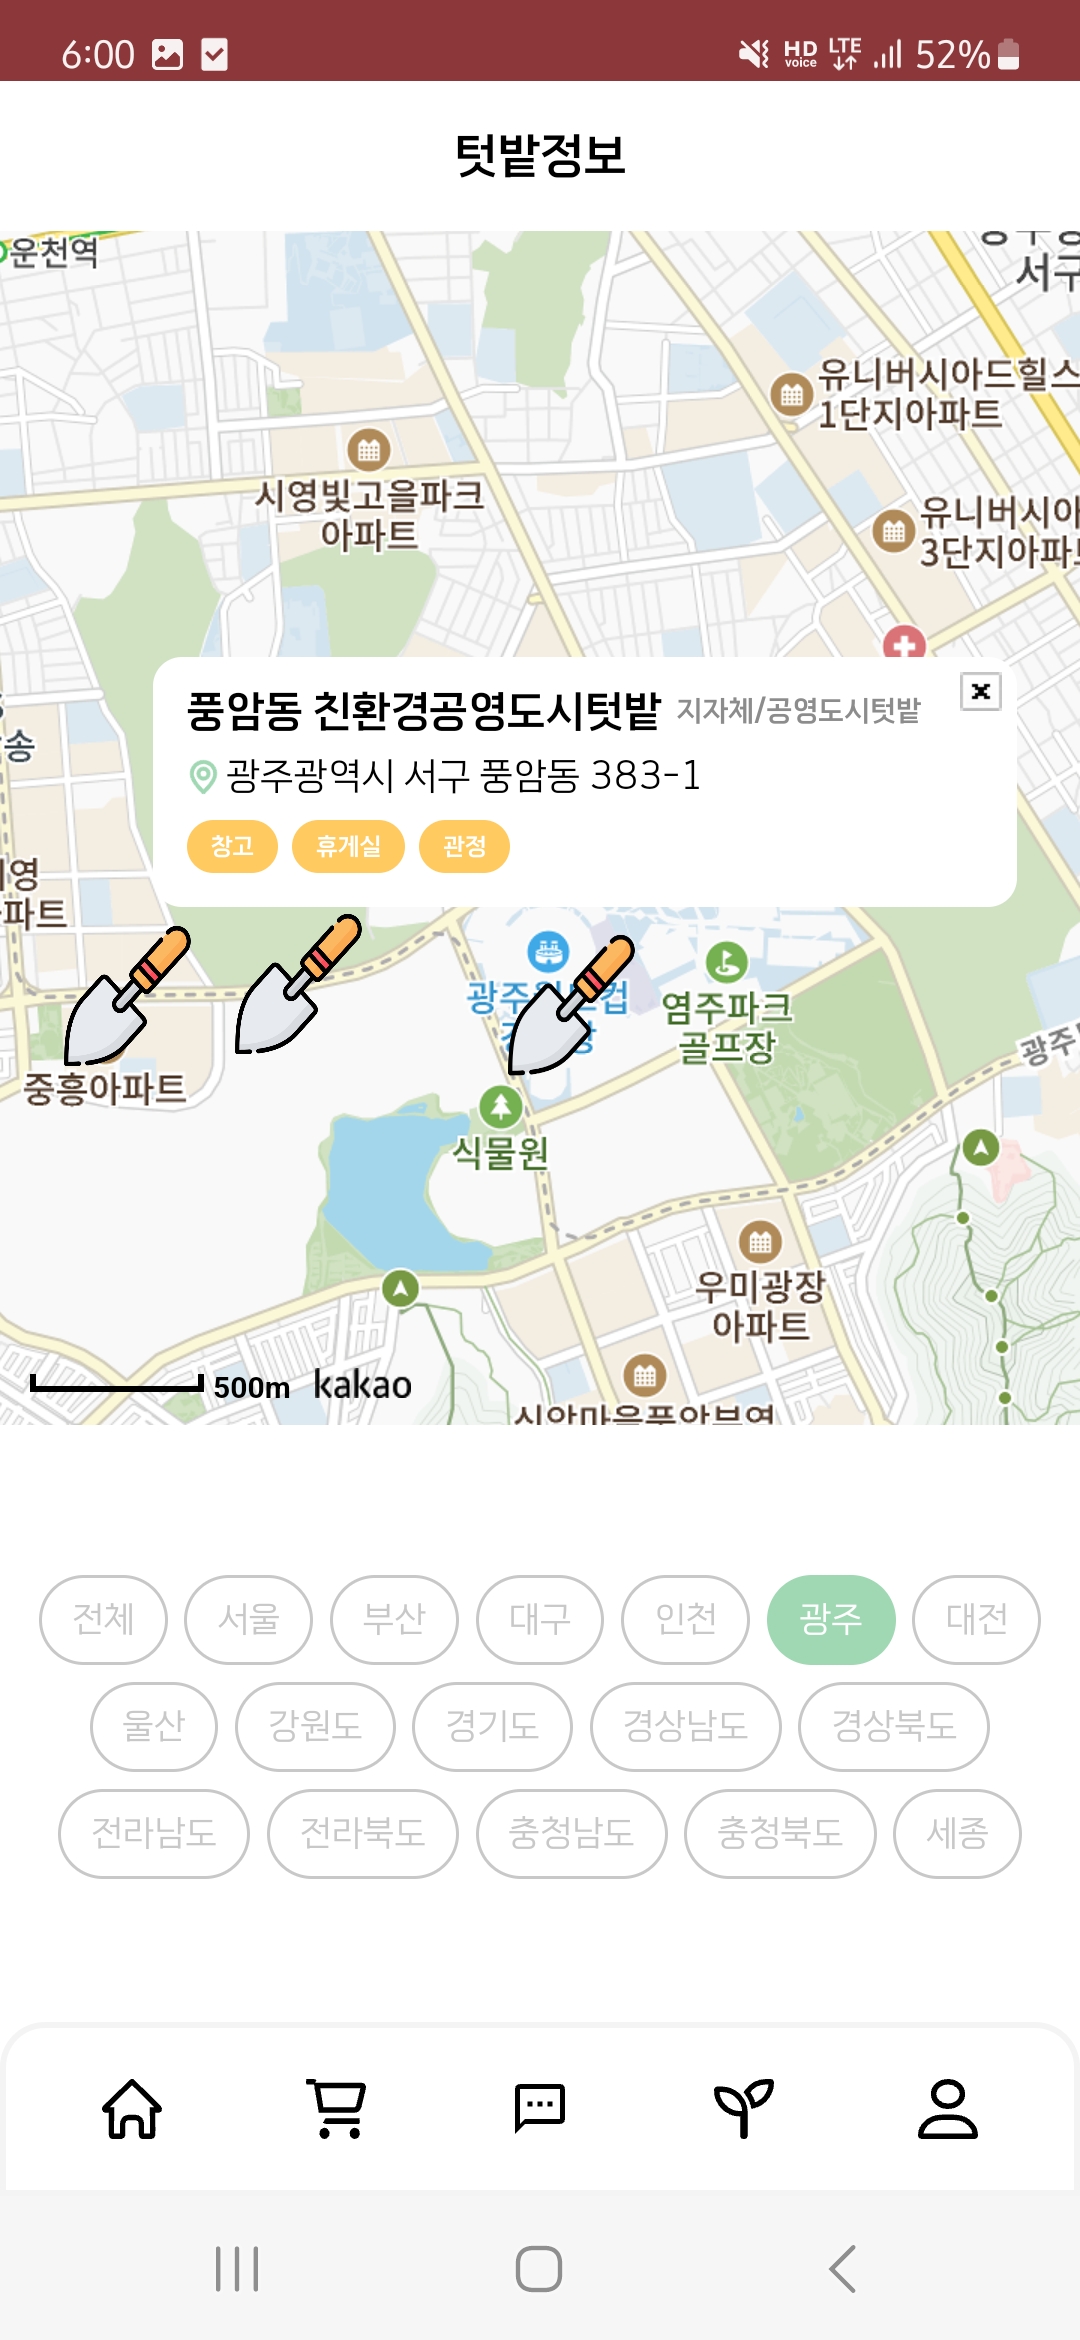 6:00 HD voice LTE 52%
텃밭정보
운천역
서구
유니버시아드힐스
1단지아파트
시영빛고을파크
아파트
유니버시아
3단지아파트
풍암동 친환경공영도시텃밭 지자체/공영도시텃밭
광주광역시 서구 풍암동 383-1
창고 휴게실 관정
송
영
파트
염주파크
골프장
광주
중흥아파트
식물원
우미광장
아파트
500m kakao
전체 서울 부산 대구 인천 광주 대전
울산 강원도 경기도 경상남도 경상북도
전라남도 전라북도 충청남도 충청북도 세종